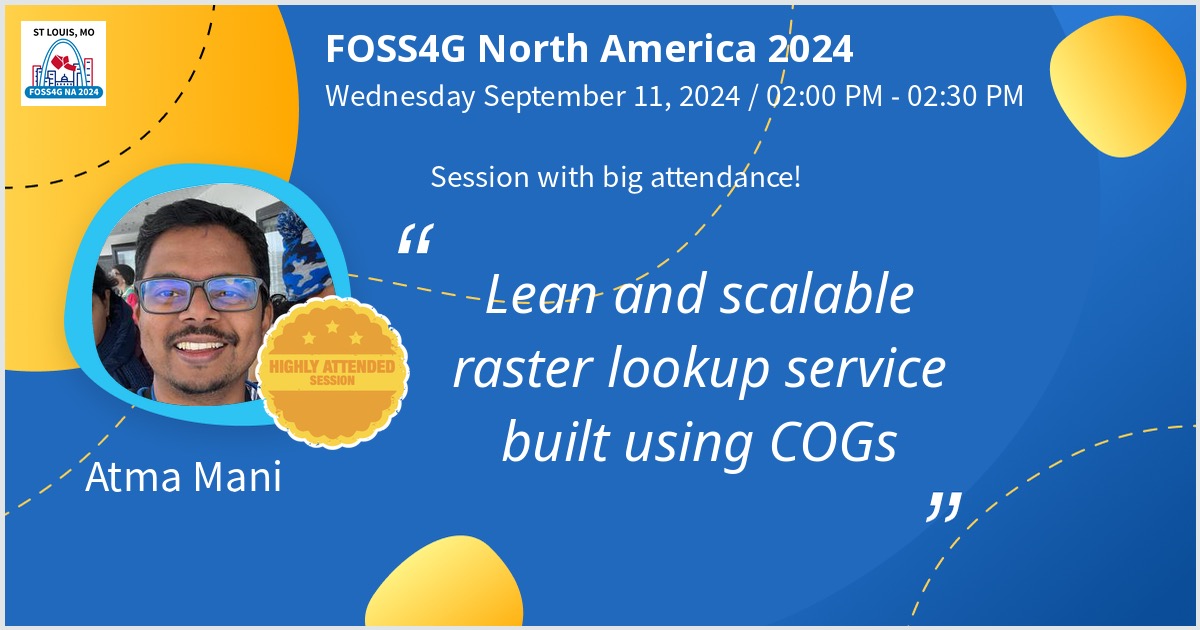 ST LOUIS, MO
FOSS4G NA 2024
FOSS4G North America 2024
Wednesday September 11, 2024 / 02:00 PM - 02:30 PM
Session with big attendance!
“
Lean and scalable
raster lookup service
built using COGs
”
HIGHLY ATTENDED
SESSION
Atma Mani